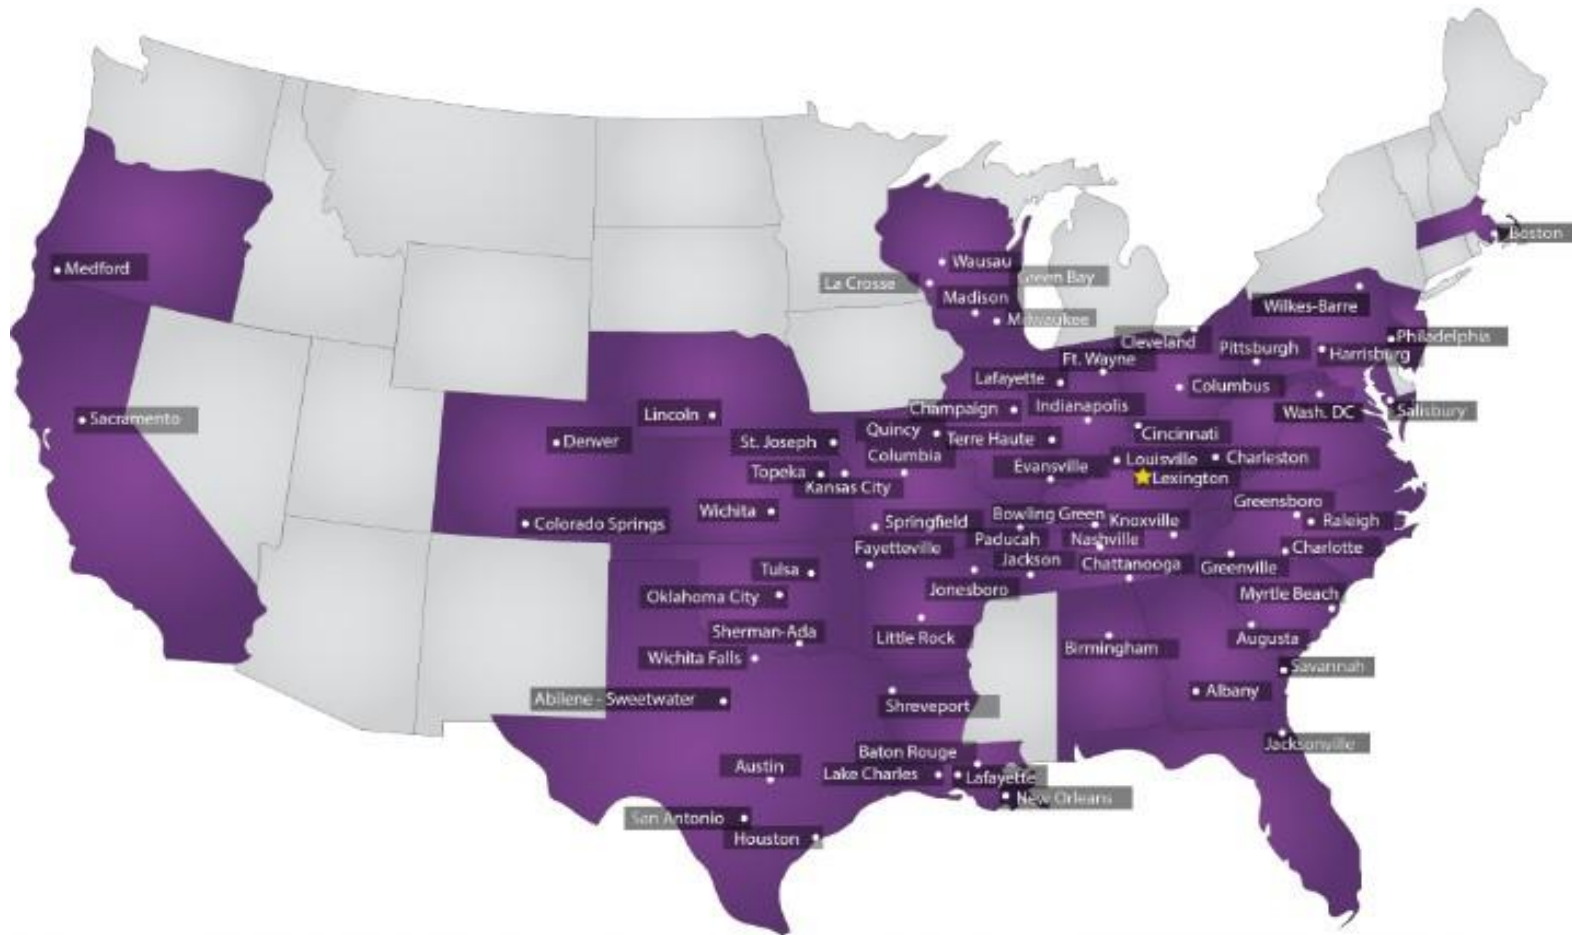 Boston
Medford
Wausau
Green Bay
La Crosse
Madison
Milwaukee
Wilkes-Barre
Cleveland
Philadelphia
Pittsburgh
Harrisburg
Ft. Wayne
Lafayette
Columbus
Champaign
Indianapolis
Wash. DC
Salisbury
Lincoln
Sacramento
Quincy
Terre Haute
Cincinnati
Denver
St. Joseph
Columbia
Louisville
Charleston
Evansville
Topeka
Kansas City
Lexington
Greensboro
Wichita
Bowling Green
Knoxville
Raleigh
Colorado Springs
Springfield
Paducah
Nashville
Charlotte
Fayetteville
Jackson
Chattanooga
Greenville
Tulsa
Jonesboro
Myrtle Beach
Oklahoma City
Sherman-Ada
Little Rock
Birmingham
Augusta
Wichita Falls
Savannah
Abilene - Sweetwater
Albany
Shreveport
Jacksonville
Baton Rouge
Austin
Lake Charles
Lafayette
New Orleans
San Antonio
Houston